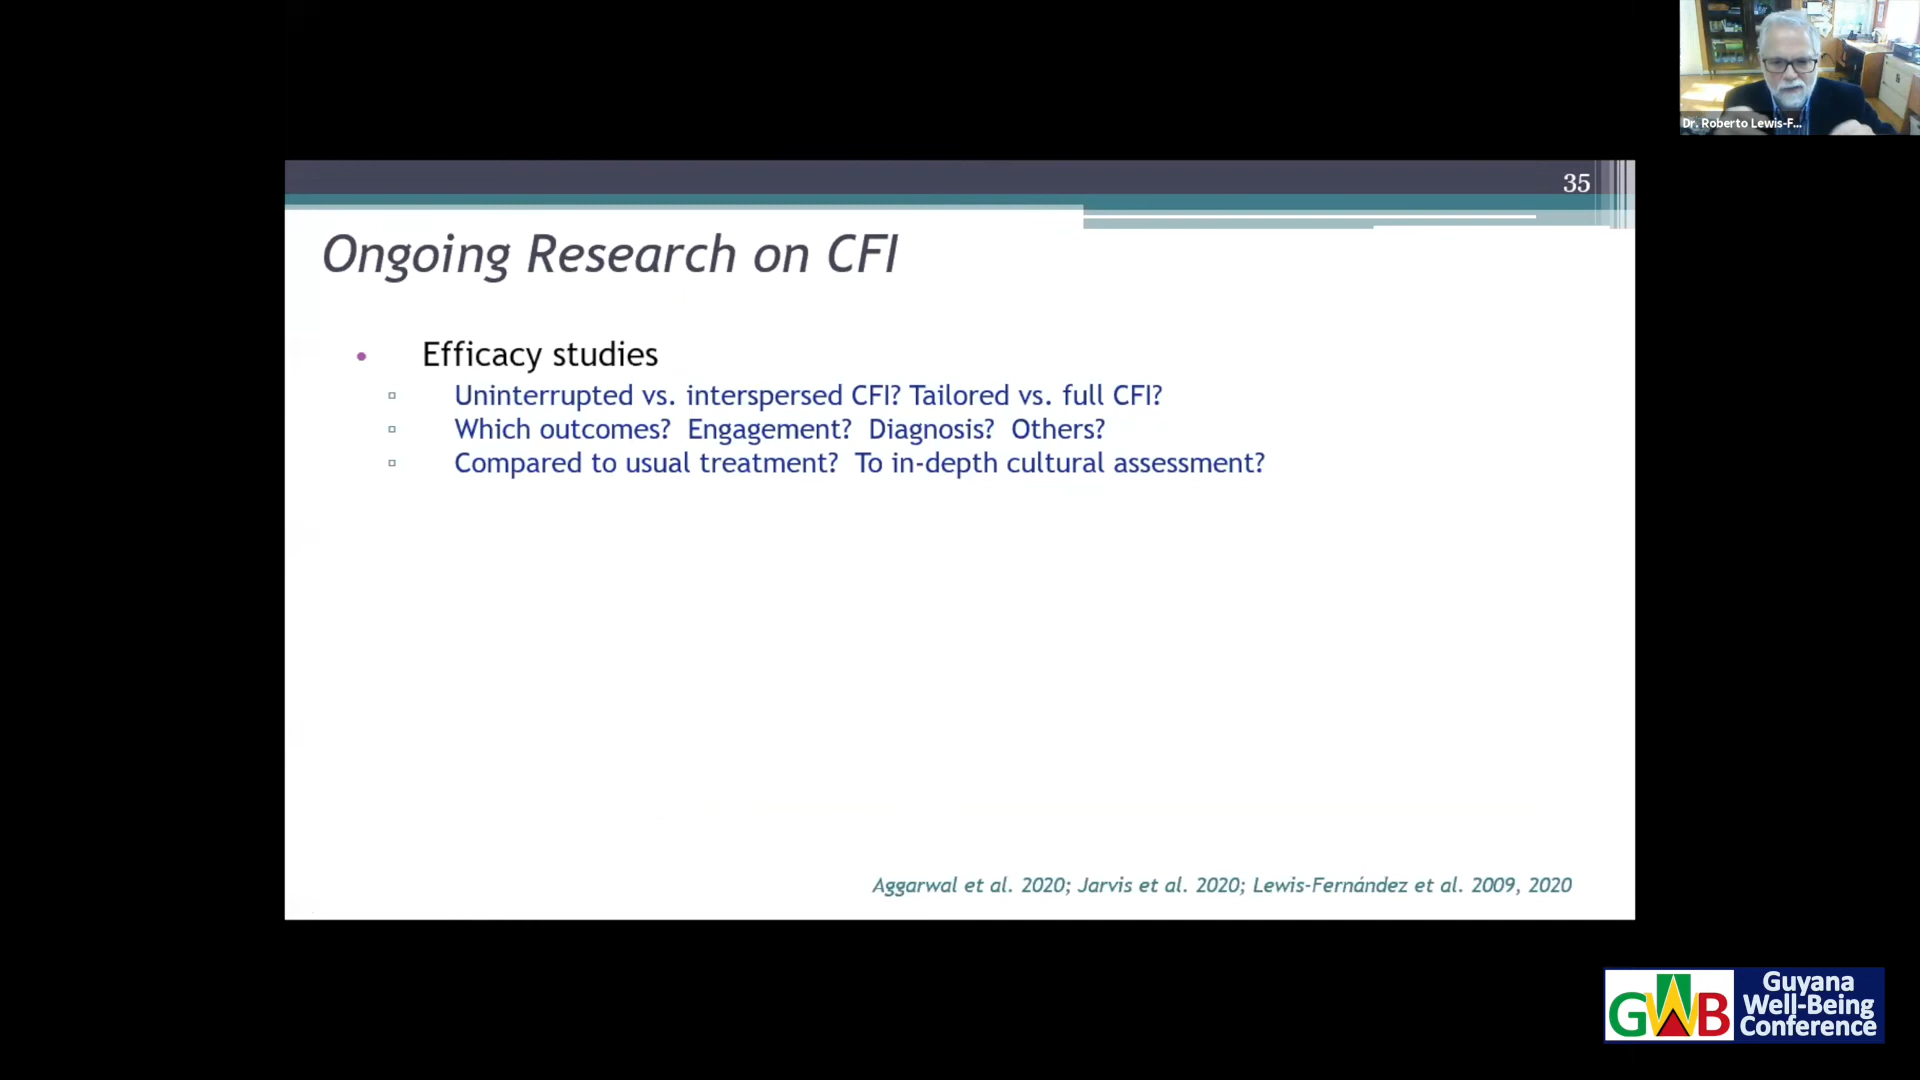 Dr. Roberto Lewis-F...
35
Ongoing Research on CFI
Efficacy studies
Uninterrupted vs. interspersed CFI? Tailored vs. full CFI?
Which outcomes? Engagement? Diagnosis? Others?
Compared to usual treatment? To in-depth cultural assessment?
Aggarwal et al. 2020; Jarvis et al. 2020; Lewis-Fernández et al. 2009, 2020
GWB
Guyana
Well-Being
Conference